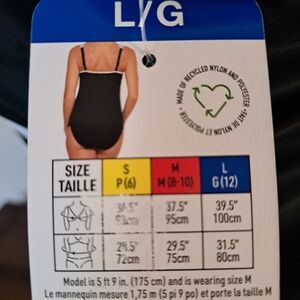 L/G
MADE OF RECYCLED NYLON AND POLYESTER • FAIT DE NYLON ET POLYESTER
SIZE S M L
TAILLE P(6) M(8-10) G(12)
37.5" 39.5"
93cm 95cm 100cm
29.5" 31.5"
72cm 75cm 80cm
Model is 5 ft 9 in. (175 cm) and is wearing size M
Le mannequin mesure 1,75 m (5 pi 9 po) et porte la taille M